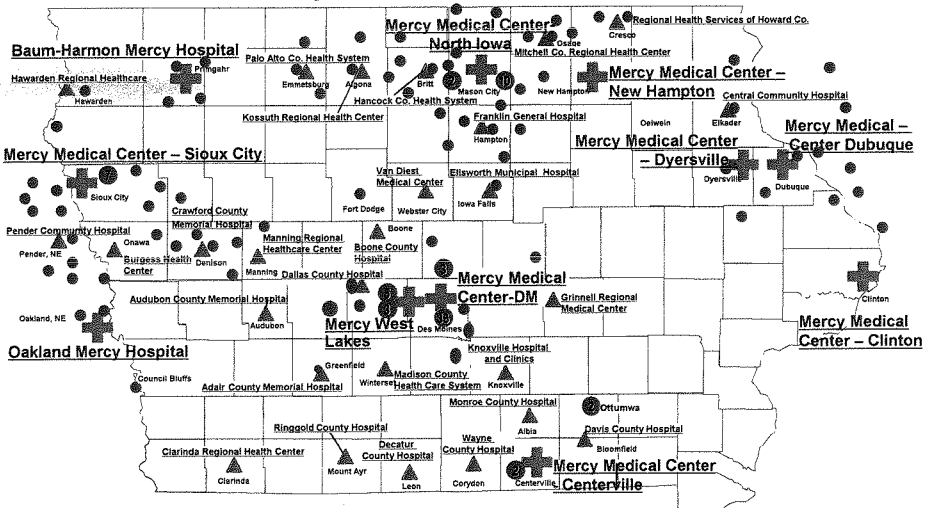 Regional Health Services of Howard Co.
Cresco
Mercy Medical Center-
North Iowa
Osage
Mitchell Co. Regional Health Center
Baum-Harmon Mercy Hospital
Primghar
Hawarden Regional Healthcare
Hawarden
Palo Alto Co. Health System
Emmetsburg
Algona
Britt
Mason City
New Hampton
Mercy Medical Center –
New Hampton
Hancock Co. Health System
Kossuth Regional Health Center
Franklin General Hospital
Hampton
Central Community Hospital
Elkader
Oelwein
Mercy Medical –
Center Dubuque
Mercy Medical Center
– Dyersville
Dyersville
Dubuque
Mercy Medical Center – Sioux City
Sioux City
Van Diest
Medical Center
Webster City
Ellsworth Municipal Hospital
Iowa Falls
Fort Dodge
Crawford County
Memorial Hospital
Denison
Pender Community Hospital
Pender, NE
Onawa
Burgess Health
Center
Manning Regional
Healthcare Center
Manning
Boone
Boone County
Hospital
Dallas County Hospital
Mercy Medical
Center-DM
Des Moines
Grinnell Regional
Medical Center
Clinton
Mercy Medical
Center – Clinton
Audubon County Memorial Hospital
Audubon
Mercy West
Lakes
Oakland, NE
Oakland Mercy Hospital
Council Bluffs
Greenfield
Adair County Memorial Hospital
Winterset
Madison County
Health Care System
Knoxville Hospital
and Clinics
Knoxville
Monroe County Hospital
Albia
Ottumwa
Davis County Hospital
Bloomfield
Ringgold County Hospital
Mount Ayr
Clarinda Regional Health Center
Clarinda
Decatur
County
Hospital
Leon
Wayne
County Hospital
Corydon
Centerville
Mercy Medical Center
- Centerville